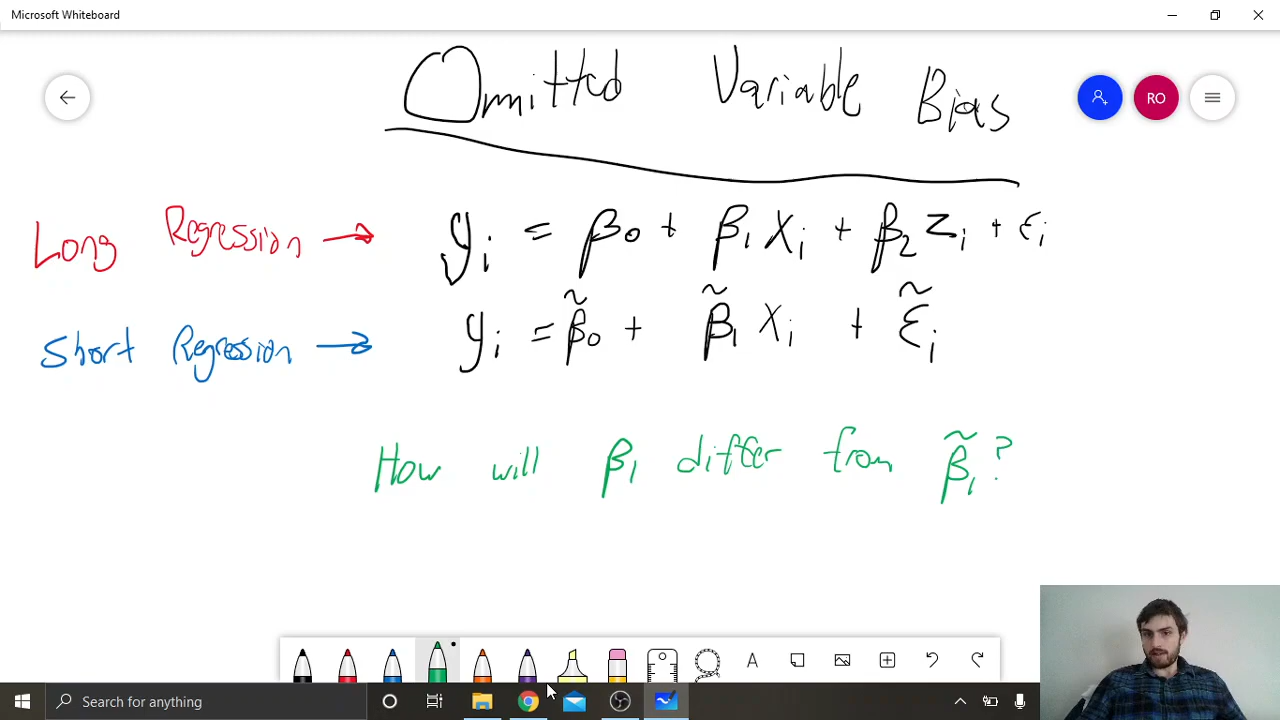 Microsoft Whiteboard
Omitted Variable Bias
RO
Long Regression → yᵢ = β₀ + β₁Xᵢ + β₂Zᵢ + εᵢ
Short Regression → yᵢ = β̃₀ + β̃₁Xᵢ + ε̃ᵢ
How will β₁ differ from β̃₁?
A
Search for anything